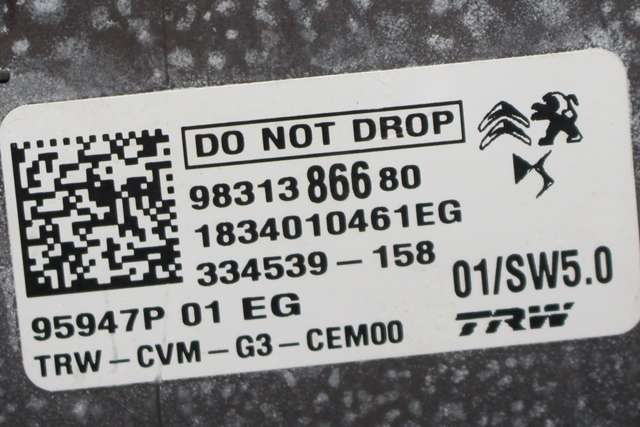 DO NOT DROP
98313 866 80
1834010461EG
334539-158
01/SW5.0
95947P 01 EG
TRW
TRW-CVM-G3-CEM00